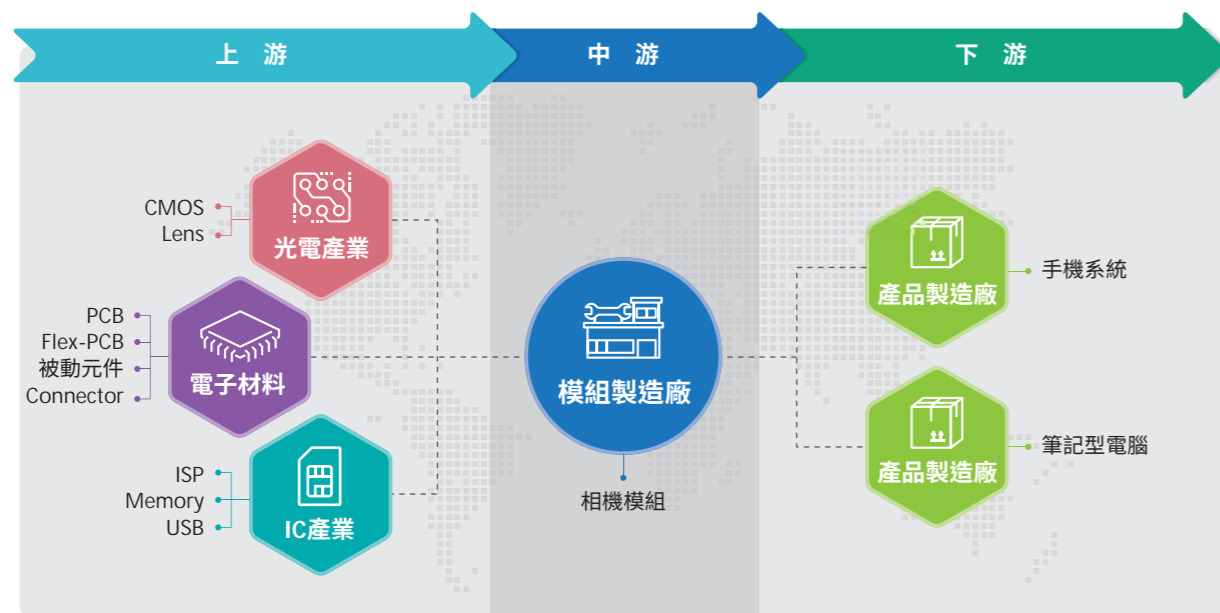 上 游
中 游
下 游
CMOS
Lens
光電產業
PCB
Flex-PCB
被動元件
Connector
電子材料
ISP
Memory
USB
IC產業
模組製造廠
相機模組
產品製造廠
手機系統
產品製造廠
筆記型電腦